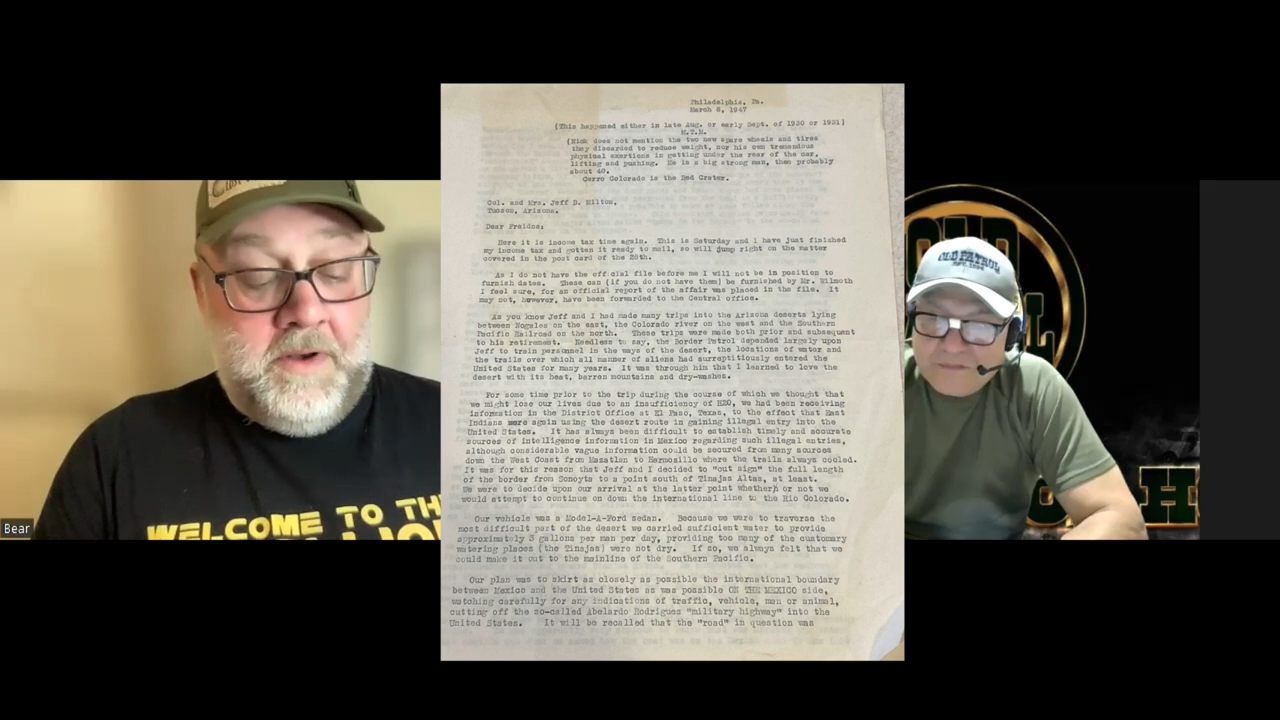 Philadelphia, Pa.
March 8, 1947
(This happened either in late Aug. or early Sept. of 1930 or 1931)
M.T.M.
(Nick does not mention the two new spare wheels and tires
they discarded to reduce weight, nor his own tremandous
physical exertions in getting under the rear of the car,
lifting and pushing. He is a big strong man, then probably
about 40.
Cerro Colorado is the Red Crater.
Col. and Mrs. Jeff D. Milton,
Tucson, Arizona.
Dear Freidns:
Here it is income tax time again. This is Saturday and I have just finished
my income tax and gotten it ready to mail, so will jump right on the matter
covered in the post card of the 28th.
As I do not have the official file before me I will not be in position to
furnish dates. These can (if you do not have them) be furnished by Mr. Wilmoth
I feel sure, for an official report of the affair was placed in the file. It
may not, however, have been forwarded to the Central office.
As you know Jeff and I had made many trips into the Arizona deserts lying
between Nogales on the east, the Colorado river on the west and the Southern
Pacific Railroad on the north. These trips were made both prior and subsequent
to his retirement. Needless to say, the Border Patrol depended largely upon
Jeff to train personnel in the ways of the desert, the locations of water and
the trails over which all manner of aliens had surreptitiously entered the
United States for many years. It was through him that I learned to love the
desert with its heat, barren mountains and dry-washes.
For some time prior to the trip during the course of which we thought that
we might lose our lives due to an insufficiency of H2O, we had been receiving
information in the District Office at El Paso, Texas, to the effect that East
Indians were again using the desert route in gaining illegal entry into the
United States. It has always been difficult to establish timely and accurate
sources of intelligence information in Mexico regarding such illegal entries,
although considerable vague information could be secured from many sources
down the West Coast from Mazatlan to Hermosillo where the trails always cooled.
It was for this reason that Jeff and I decided to "cut sign" the full length
of the border from Sonoyta to a point south of Tinajas Altas, at least.
We were to decide upon our arrival at the latter point whether or not we
would attempt to continue on down the international line to the Rio Colorado.
Our vehicle was a Model-A-Ford sedan. Because we were to traverse the
most difficult part of the desert we carried sufficient water to provide
approximately 3 gallons per man per day, providing too many of the customary
watering places (the Tinajas) were not dry. If so, we always felt that we
could make it out to the mainline of the Southern Pacific.
Our plan was to skirt as closely as possible the international boundary
between Mexico and the United States as was possible ON THE MEXICO side,
watching carefully for any indications of traffic, vehicle, man or animal,
cutting off the so-called Abelardo Rodriguez "military highway" into the
United States. It will be recalled that the "road" in question was
WELCOME TO TH
OLD PATROL
Bear